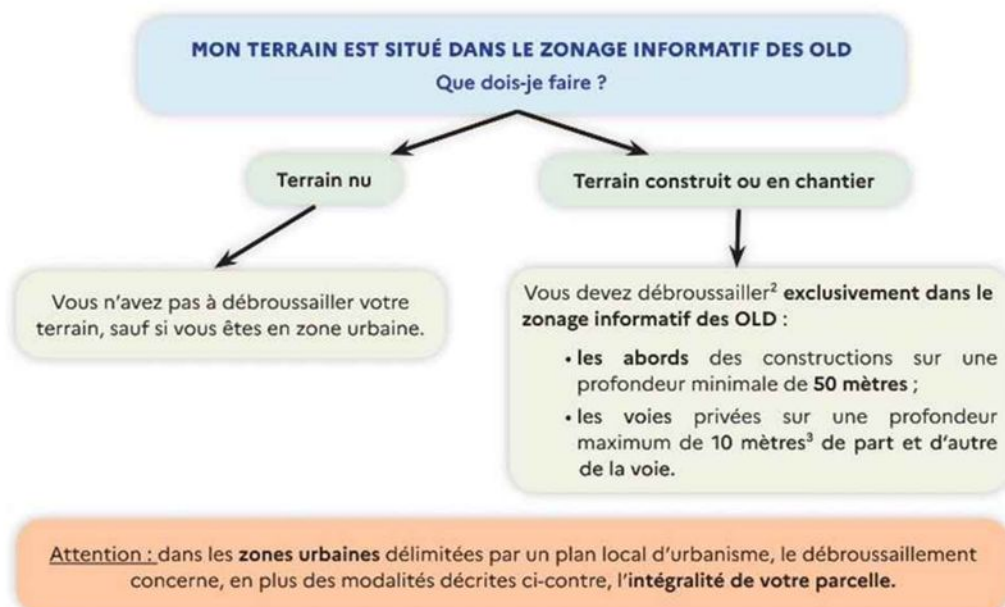 MON TERRAIN EST SITUÉ DANS LE ZONAGE INFORMATIF DES OLD
Que dois-je faire ?
Terrain nu
Terrain construit ou en chantier
Vous n'avez pas à débroussailler votre
terrain, sauf si vous êtes en zone urbaine.
Vous devez débroussailler² exclusivement dans le
zonage informatif des OLD :
• les abords des constructions sur une
profondeur minimale de 50 mètres ;
• les voies privées sur une profondeur
maximum de 10 mètres³ de part et d'autre
de la voie.
Attention : dans les zones urbaines délimitées par un plan local d'urbanisme, le débroussaillement
concerne, en plus des modalités décrites ci-contre, l'intégralité de votre parcelle.